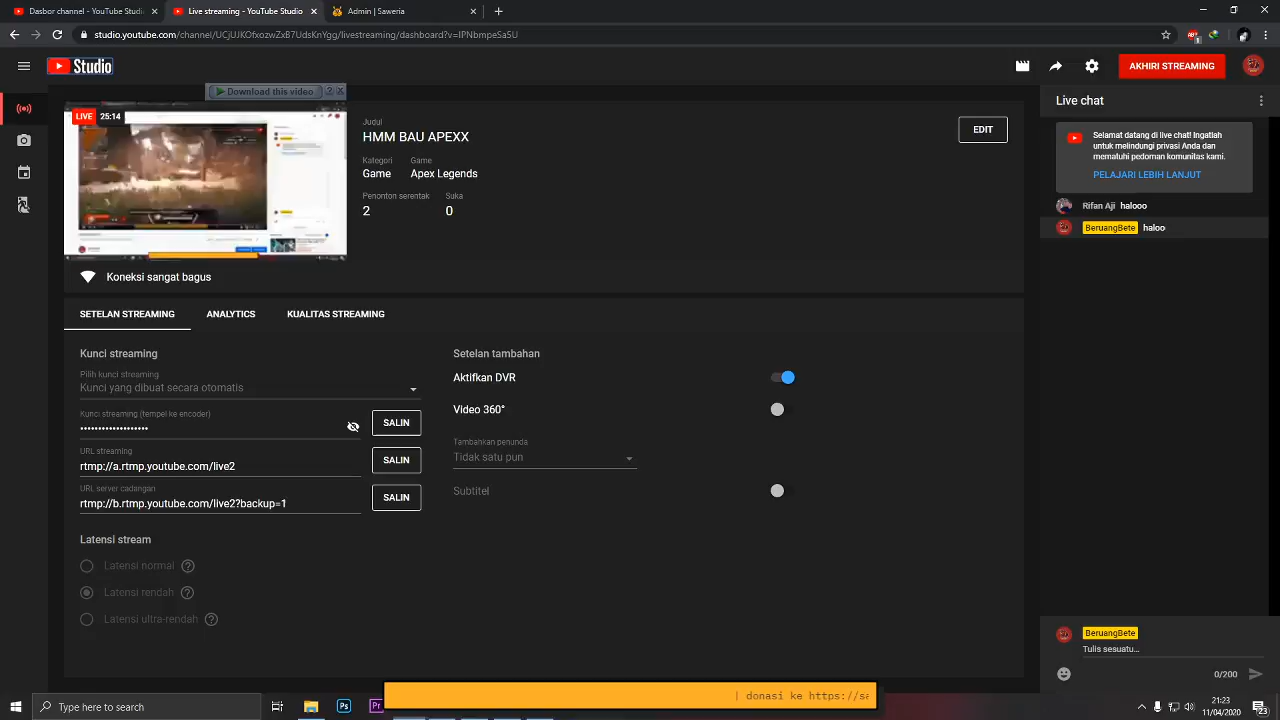 Dasbor channel - YouTube Studio
Live streaming - YouTube Studio
Admin | Saweria
studio.youtube.com/channel/UCjUJKOfxozwZxB7UdsKnYgg/livestreaming/dashboard?v=IPNbmpeSa5U
Studio
AKHIRI STREAMING
Download this video
? X
LIVE 25:14
Judul
HMM BAU APEXX
EDIT
Kategori Game
Game Apex Legends
Penonton serentak Suka
2 0
Koneksi sangat bagus
SETELAN STREAMING ANALYTICS KUALITAS STREAMING
Kunci streaming
Pilih kunci streaming
Kunci yang dibuat secara otomatis
Kunci streaming (tempel ke encoder)
SALIN
URL streaming
rtmp://a.rtmp.youtube.com/live2
SALIN
URL server cadangan
rtmp://b.rtmp.youtube.com/live2?backup=1
SALIN
Latensi stream
Latensi normal
Latensi rendah
Latensi ultra-rendah
Setelan tambahan
Aktifkan DVR
Video 360°
Tambahkan penunda
Tidak satu pun
Subtitel
Live chat
Selamat datang di live chat! Ingatlah
untuk melindungi privasi Anda dan
mematuhi pedoman komunitas kami.
PELAJARI LEBIH LANJUT
Rifan Aji halooo
BeruangBete haloo
BeruangBete
Tulis sesuatu...
0/200
Type here
Ps
Pr
| donasi ke https://se
21:23
11/04/2020